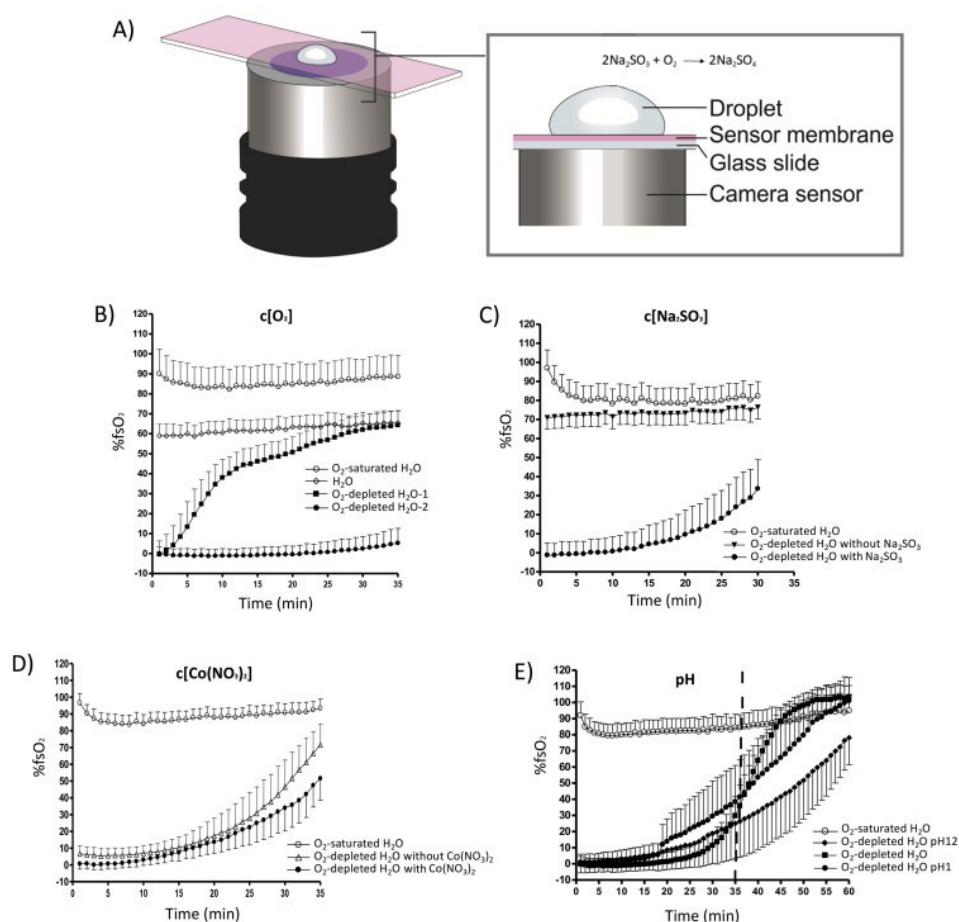 A)
2Na₂SO₃ + O₂ → 2Na₂SO₄
Droplet
Sensor membrane
Glass slide
Camera sensor
B)
c[O₂]
%fsO₂
120
110
100
90
80
70
60
50
40
30
20
10
0
-10
O₂-saturated H₂O
H₂O
O₂-depleted H₂O-1
O₂-depleted H₂O-2
0 5 10 15 20 25 30 35
Time (min)
C)
c[Na₂SO₃]
%fsO₂
120
110
100
90
80
70
60
50
40
30
20
10
0
-10
O₂-saturated H₂O
O₂-depleted H₂O without Na₂SO₃
O₂-depleted H₂O with Na₂SO₃
0 5 10 15 20 25 30 35
Time (min)
D)
c[Co(NO₃)₂]
%fsO₂
120
110
100
90
80
70
60
50
40
30
20
10
0
-10
O₂-saturated H₂O
O₂-depleted H₂O without Co(NO₃)₂
O₂-depleted H₂O with Co(NO₃)₂
0 5 10 15 20 25 30 35
Time (min)
E)
pH
%fsO₂
120
110
100
90
80
70
60
50
40
30
20
10
0
-10
O₂-saturated H₂O
O₂-depleted H₂O pH12
O₂-depleted H₂O
O₂-depleted H₂O pH1
0 5 10 15 20 25 30 35 40 45 50 55 60
Time (min)